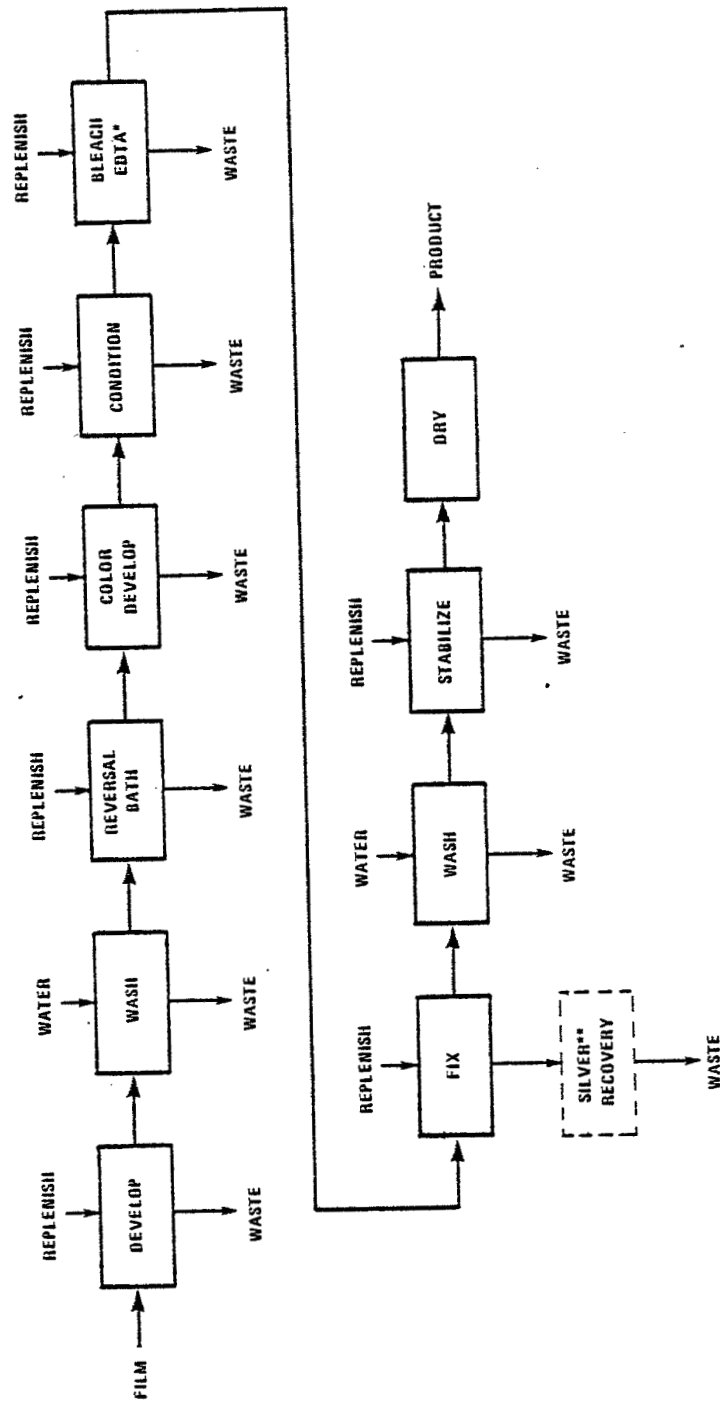 FILM
REPLENISH
DEVELOP
WASTE
WATER
WASH
WASTE
REPLENISH
REVERSAL
BATH
WASTE
REPLENISH
COLOR
DEVELOP
WASTE
REPLENISH
CONDITION
WASTE
REPLENISH
BLEACH
EDTA*
WASTE
REPLENISH
FIX
SILVER**
RECOVERY
WASTE
WATER
WASH
WASTE
REPLENISH
STABILIZE
WASTE
DRY
PRODUCT